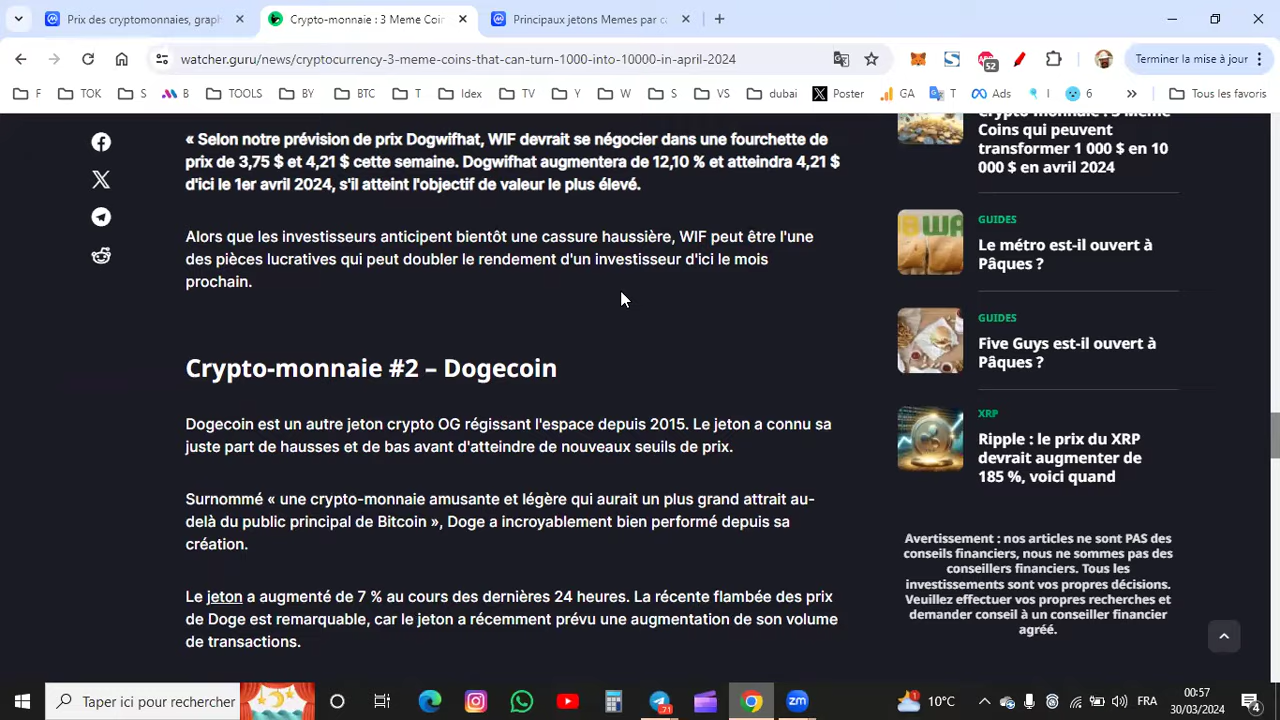 Prix des cryptomonnaies, graph
Crypto-monnaie : 3 Meme Coin
Principaux jetons Memes par c
watcher.guru/news/cryptocurrency-3-meme-coins-that-can-turn-1000-into-10000-in-april-2024
52
Terminer la mise à jour
F
TOK
S
B
TOOLS
BY
BTC
T
Idex
TV
Y
W
S
VS
dubai
Poster
GA
T
Ads
I
6
Tous les favoris
« Selon notre prévision de prix Dogwifhat, WIF devrait se négocier dans une fourchette de
prix de 3,75 $ et 4,21 $ cette semaine. Dogwifhat augmentera de 12,10 % et atteindra 4,21 $
d'ici le 1er avril 2024, s'il atteint l'objectif de valeur le plus élevé.
Alors que les investisseurs anticipent bientôt une cassure haussière, WIF peut être l'une
des pièces lucratives qui peut doubler le rendement d'un investisseur d'ici le mois
prochain.
Crypto-monnaie #2 – Dogecoin
Dogecoin est un autre jeton crypto OG régissant l'espace depuis 2015. Le jeton a connu sa
juste part de hausses et de bas avant d'atteindre de nouveaux seuils de prix.
Surnommé « une crypto-monnaie amusante et légère qui aurait un plus grand attrait au-
delà du public principal de Bitcoin », Doge a incroyablement bien performé depuis sa
création.
Le jeton a augmenté de 7 % au cours des dernières 24 heures. La récente flambée des prix
de Doge est remarquable, car le jeton a récemment prévu une augmentation de son volume
de transactions.
Crypto-monnaie : 3 Meme
Coins qui peuvent
transformer 1 000 $ en 10
000 $ en avril 2024
GUIDES
Le métro est-il ouvert à
Pâques ?
GUIDES
Five Guys est-il ouvert à
Pâques ?
XRP
Ripple : le prix du XRP
devrait augmenter de
185 %, voici quand
Avertissement : nos articles ne sont PAS des
conseils financiers, nous ne sommes pas des
conseillers financiers. Tous les
investissements sont vos propres décisions.
Veuillez effectuer vos propres recherches et
demander conseil à un conseiller financier
agréé.
Taper ici pour rechercher
71
zm
1
10°C
FRA
00:57
30/03/2024
4